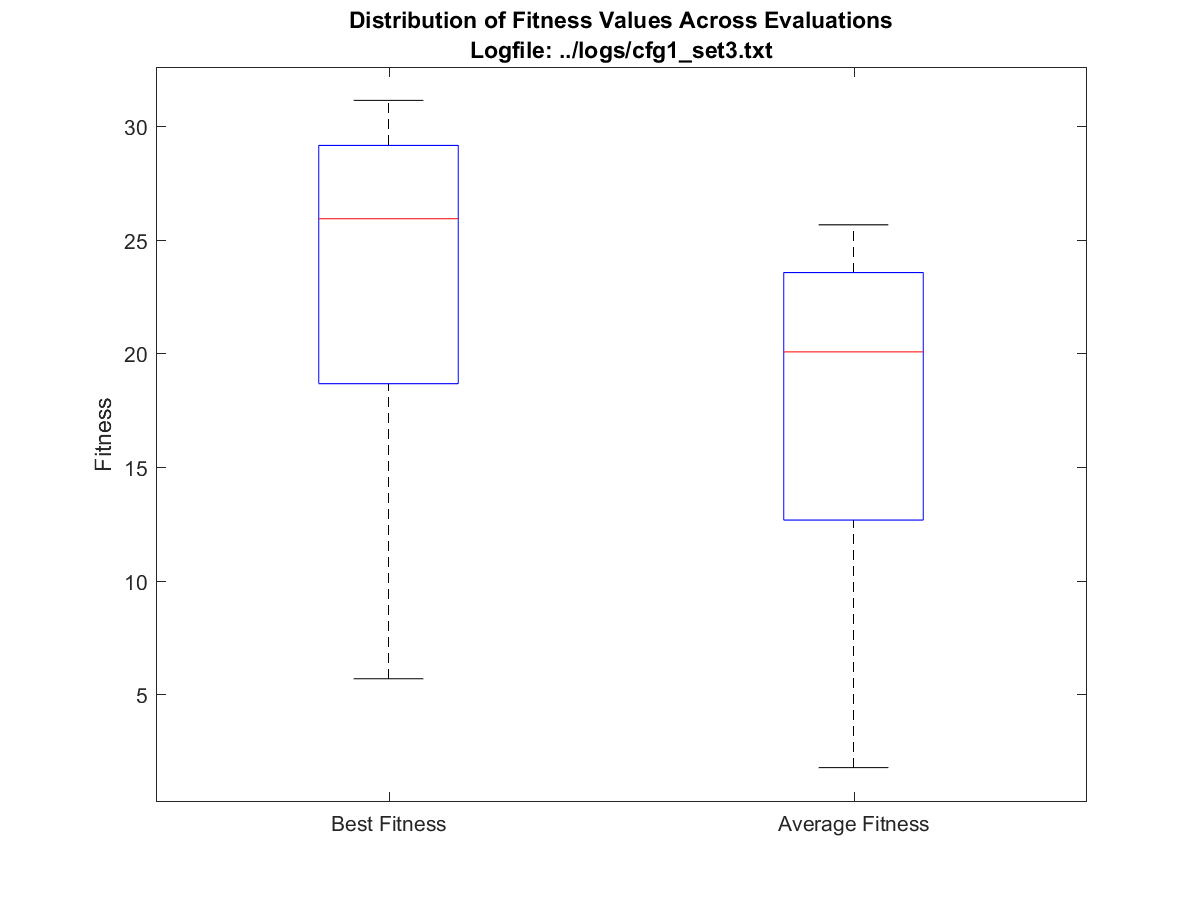 Distribution of Fitness Values Across Evaluations
Logfile: ../logs/cfg1_set3.txt
30
25
20
15
10
5
Fitness
Best Fitness
Average Fitness